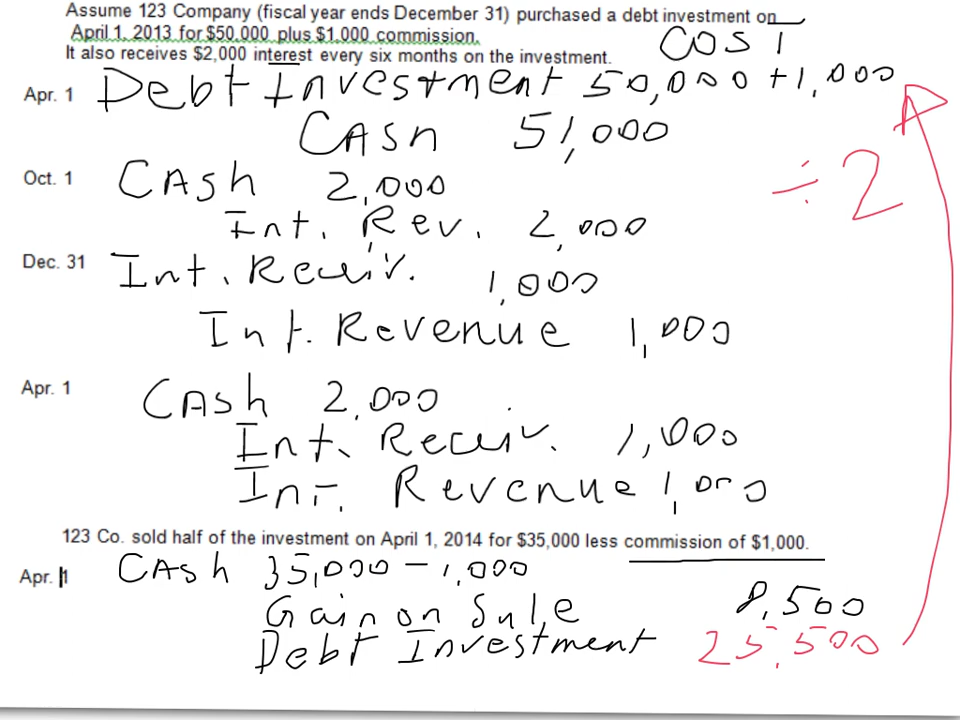 Assume 123 Company (fiscal year ends December 31) purchased a debt investment on
April 1, 2013 for $50,000 plus $1,000 commission.
It also receives $2,000 interest every six months on the investment.
COST
Apr. 1 Debt Investment 50,000 +1,000
Cash 51,000
÷ 2
Oct. 1 Cash 2,000
Int. Rev. 2,000
Dec. 31 Int. Receiv. 1,000
Int. Revenue 1,000
Apr. 1 Cash 2,000
Int. Receiv. 1,000
Int. Revenue 1,000
123 Co. sold half of the investment on April 1, 2014 for $35,000 less commission of $1,000.
Apr. 1 Cash 35,000 - 1,000
Gain on Sale 8,500
Debt Investment 25,500